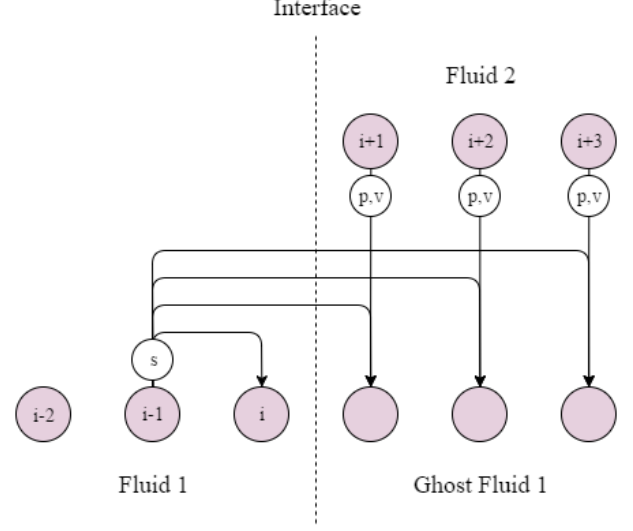 Interface
Fluid 2
i+1 i+2 i+3
p,v p,v p,v
s
i-2 i-1 i
Fluid 1 Ghost Fluid 1